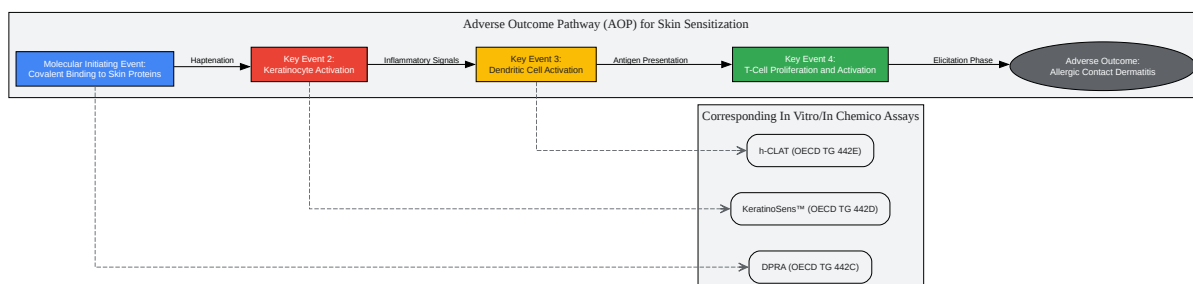 Adverse Outcome Pathway (AOP) for Skin Sensitization
Molecular Initiating Event:
Covalent Binding to Skin Proteins
Haptenation
Key Event 2:
Keratinocyte Activation
Inflammatory Signals
Key Event 3:
Dendritic Cell Activation
Antigen Presentation
Key Event 4:
T-Cell Proliferation and Activation
Elicitation Phase
Adverse Outcome:
Allergic Contact Dermatitis
Corresponding In Vitro/In Chemico Assays
h-CLAT (OECD TG 442E)
KeratinoSens™ (OECD TG 442D)
DPRA (OECD TG 442C)